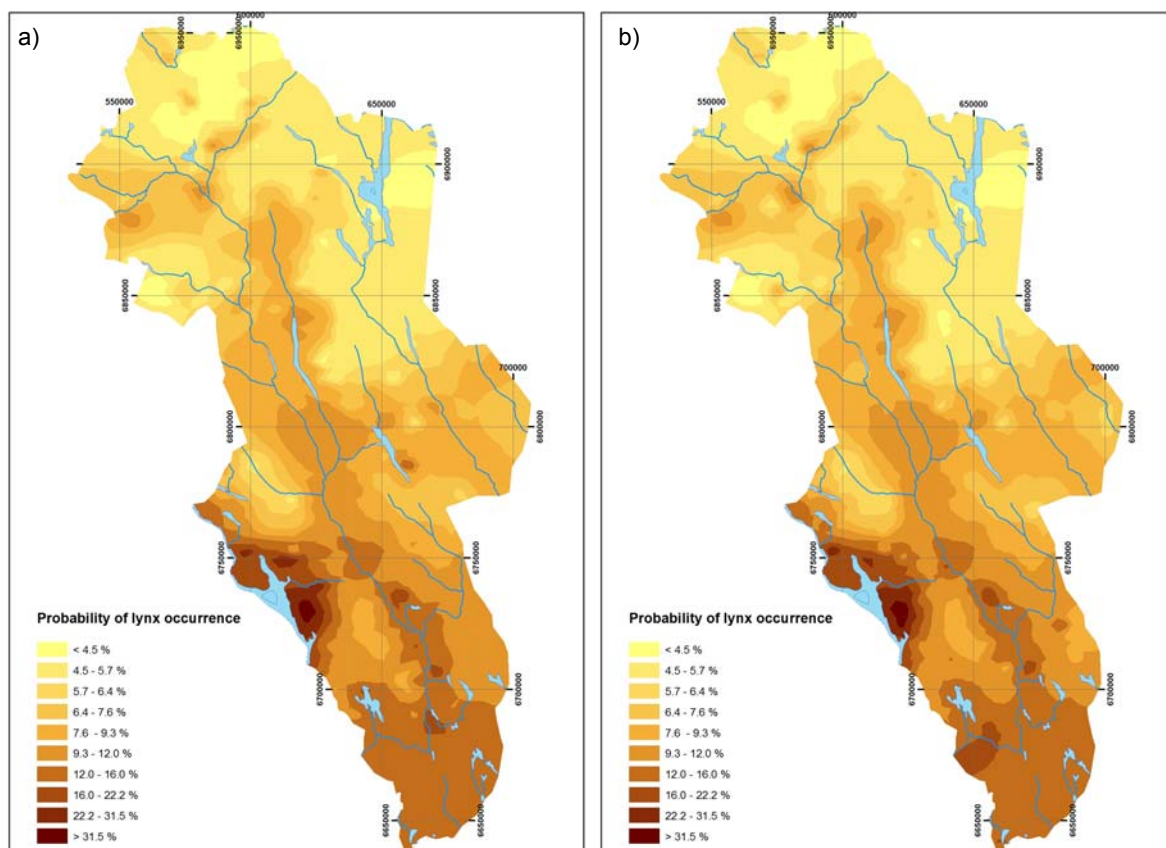 a)
6950000
600000
6950000
550000
650000
6900000
6850000
6850000
700000
6800000
6800000
6750000
6750000
6700000
6700000
6650000
6650000
Probability of lynx occurrence
< 4.5 %
4.5 - 5.7 %
5.7 - 6.4 %
6.4 - 7.6 %
7.6 - 9.3 %
9.3 - 12.0 %
12.0 - 16.0 %
16.0 - 22.2 %
22.2 - 31.5 %
> 31.5 %
b)
6950000
600000
6950000
550000
650000
6900000
6850000
6850000
700000
6800000
6800000
6750000
6750000
6700000
6700000
6650000
6650000
Probability of lynx occurrence
< 4.5 %
4.5 - 5.7 %
5.7 - 6.4 %
6.4 - 7.6 %
7.6 - 9.3 %
9.3 - 12.0 %
12.0 - 16.0 %
16.0 - 22.2 %
22.2 - 31.5 %
> 31.5 %